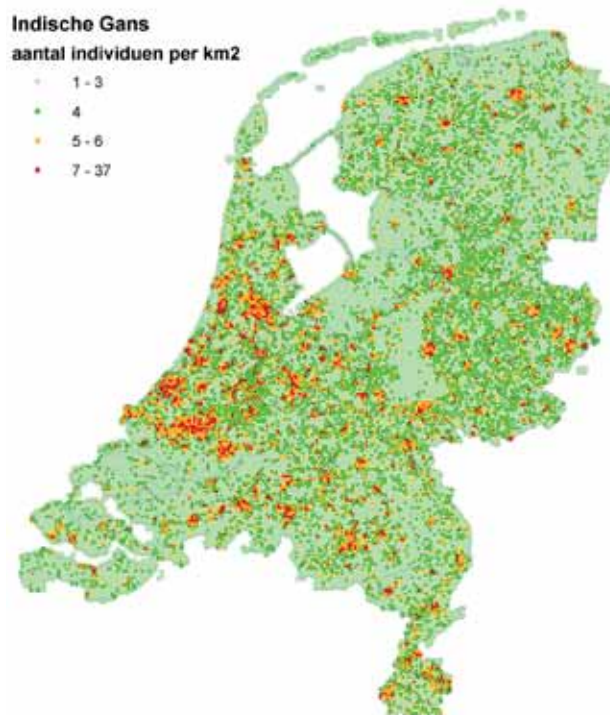 Indische Gans
aantal individuen per km2
1 - 3
4
5 - 6
7 - 37